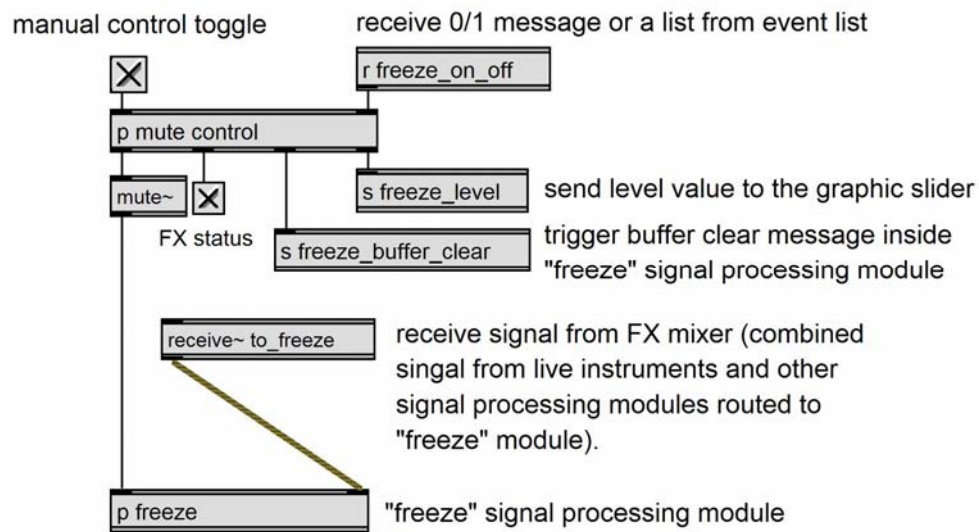 manual control toggle
receive 0/1 message or a list from event list
r freeze_on_off
p mute control
mute~
s freeze_level
send level value to the graphic slider
FX status
s freeze_buffer_clear
trigger buffer clear message inside
"freeze" signal processing module
receive~ to_freeze
receive signal from FX mixer (combined
singal from live instruments and other
signal processing modules routed to
"freeze" module).
p freeze
"freeze" signal processing module